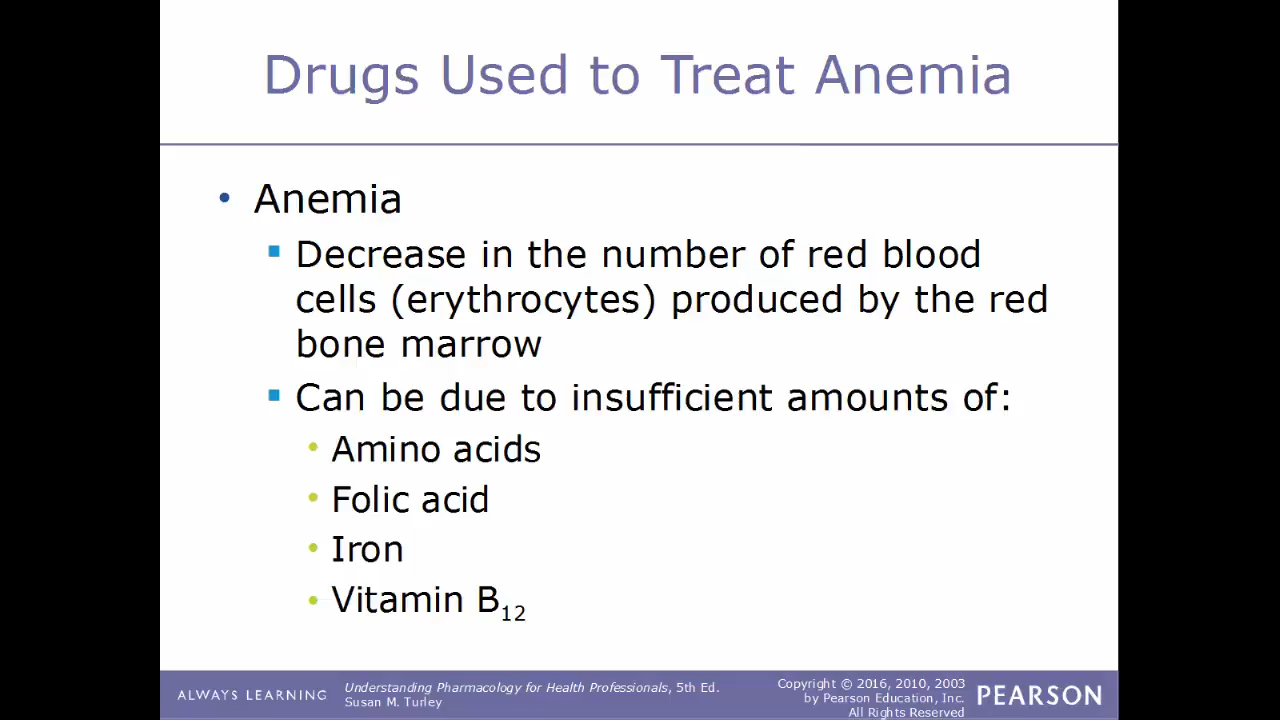 Drugs Used to Treat Anemia
• Anemia
▪ Decrease in the number of red blood
cells (erythrocytes) produced by the red
bone marrow
▪ Can be due to insufficient amounts of:
• Amino acids
• Folic acid
• Iron
• Vitamin B₁₂
ALWAYS LEARNING
Understanding Pharmacology for Health Professionals, 5th Ed.
Susan M. Turley
Copyright © 2016, 2010, 2003
by Pearson Education, Inc.
All Rights Reserved
PEARSON